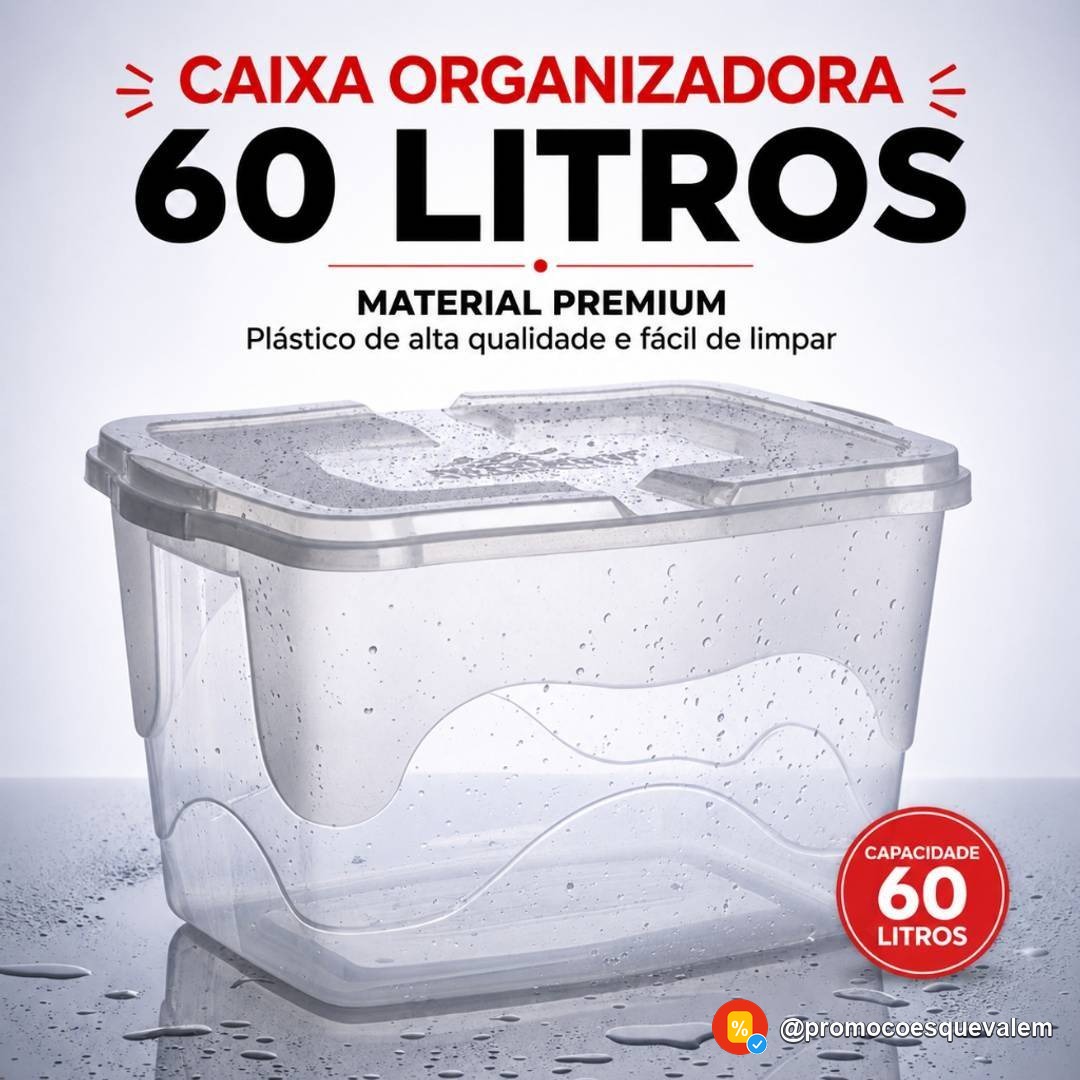 CAIXA ORGANIZADORA
60 LITROS
MATERIAL PREMIUM
Plástico de alta qualidade e fácil de limpar
CAPACIDADE
60
LITROS
%
@promocoesquevalem